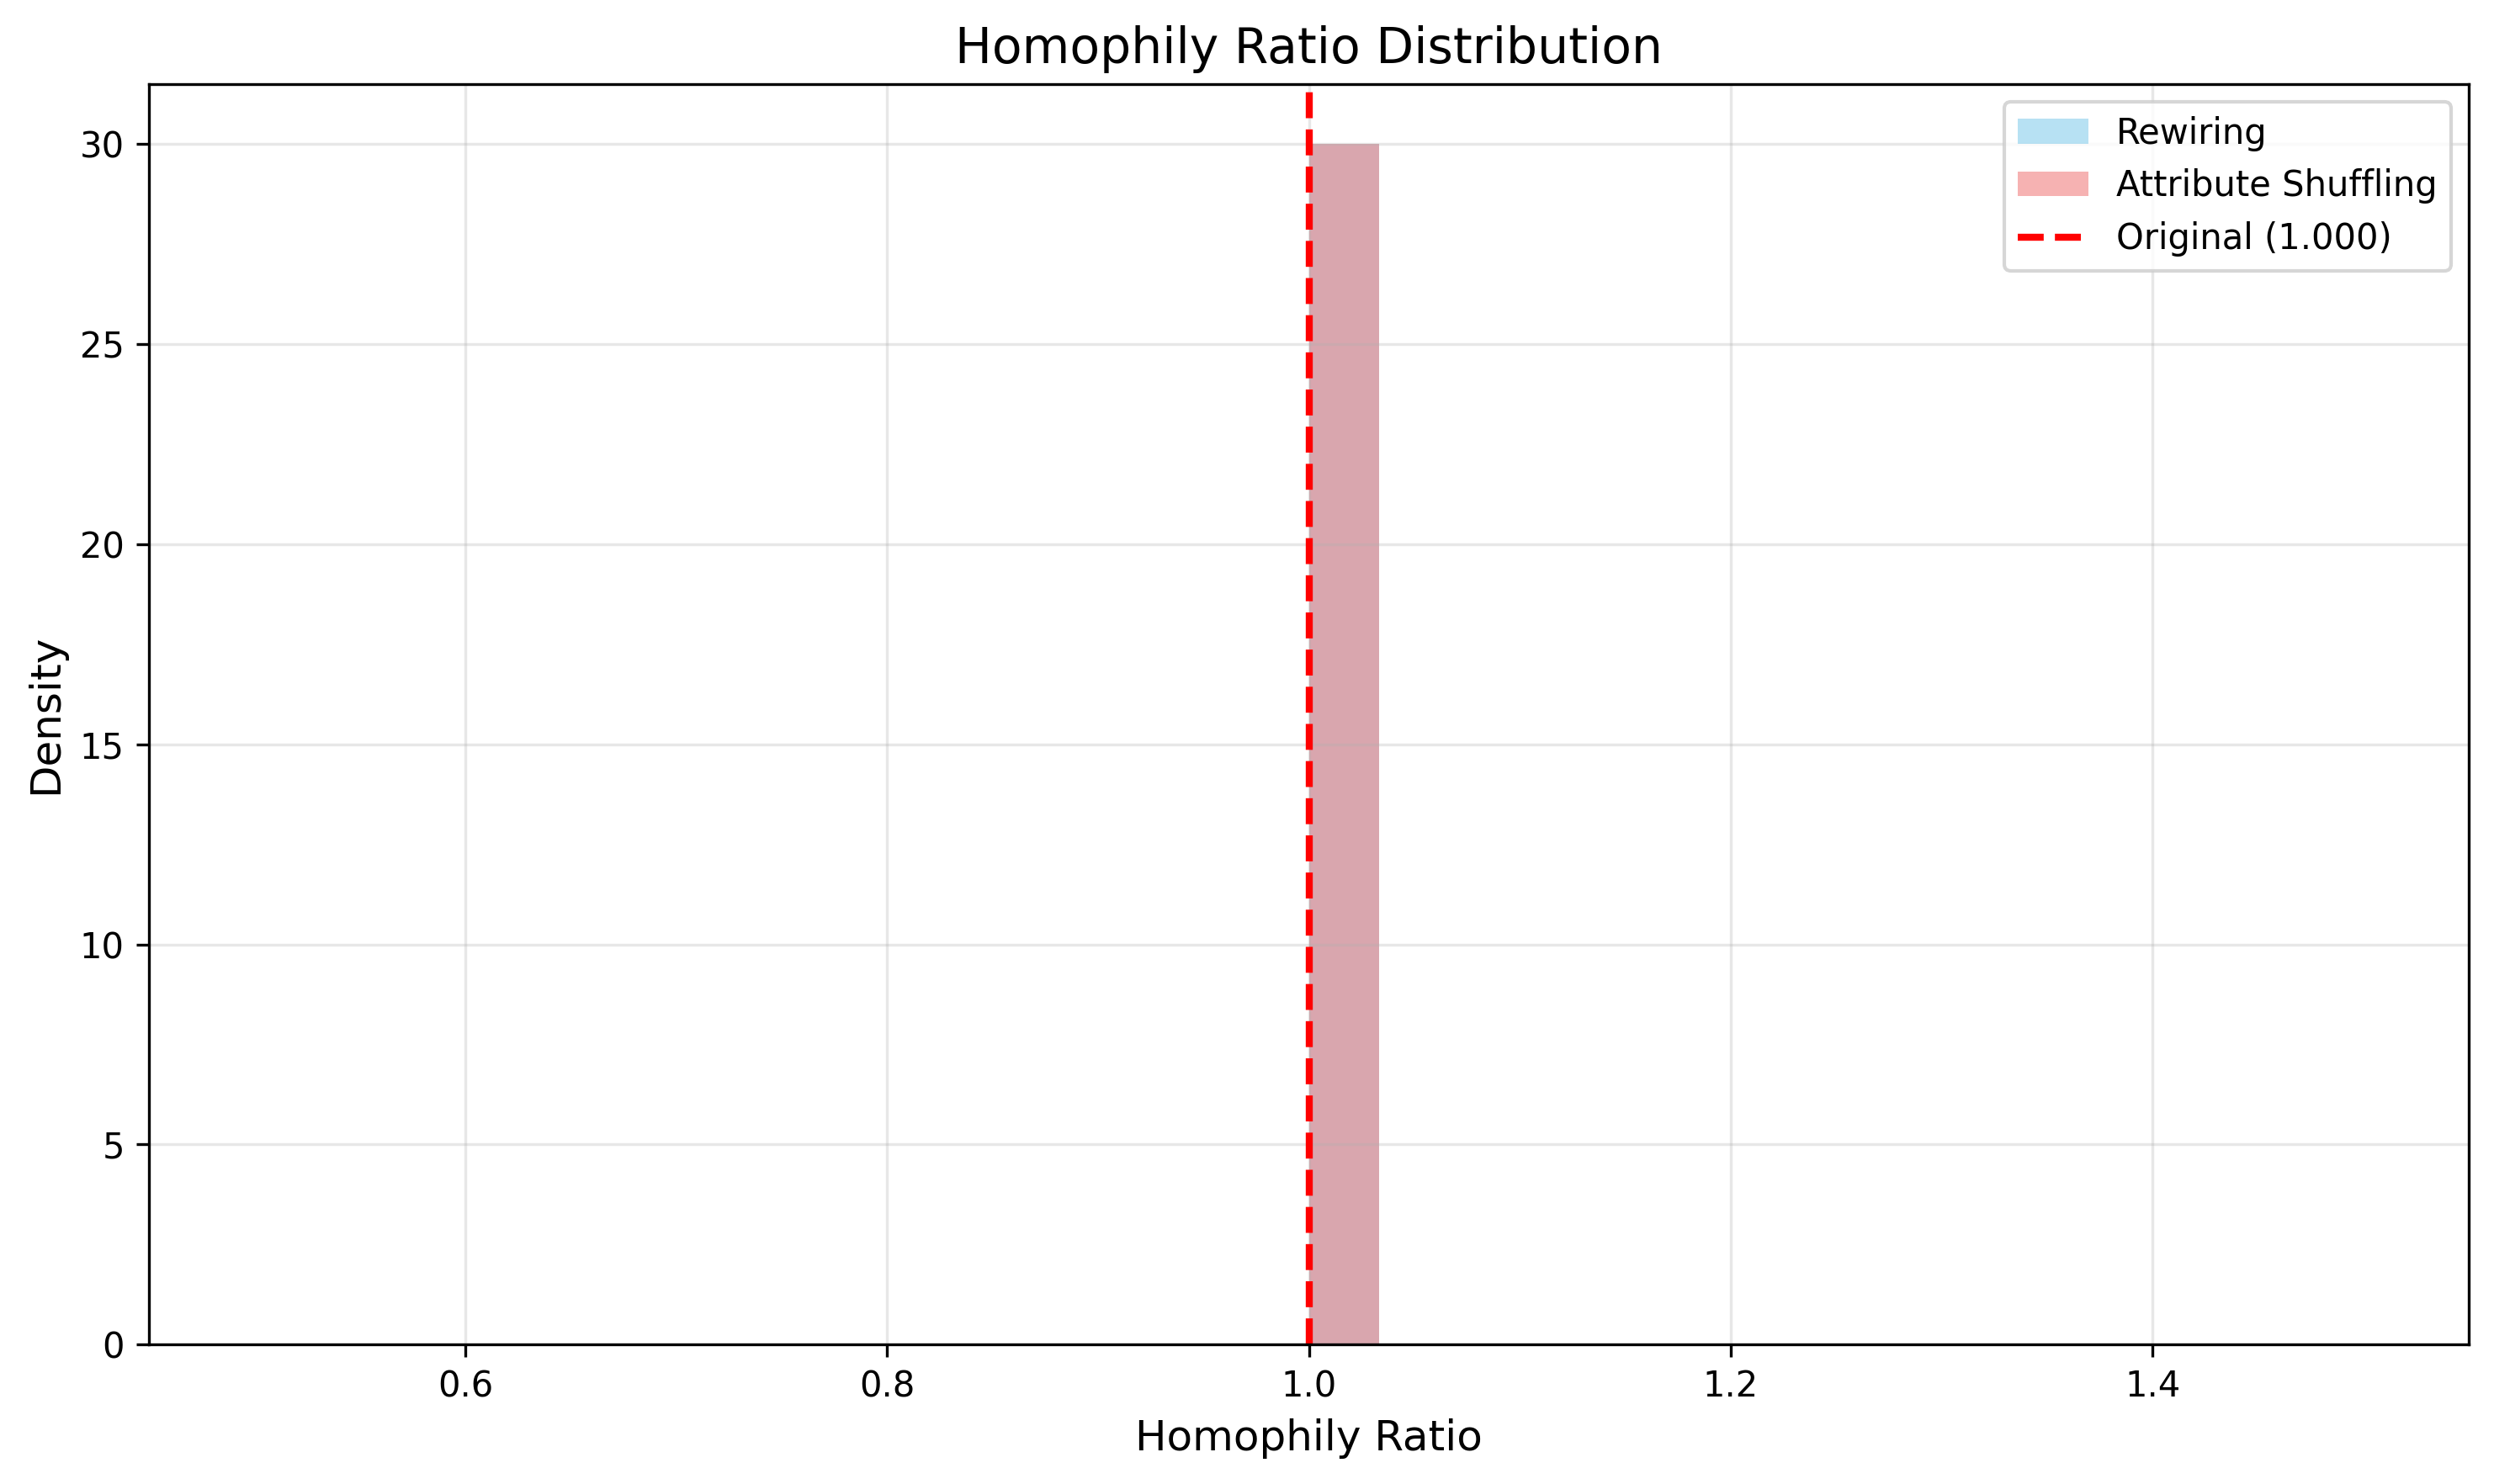 Homophily Ratio Distribution
Rewiring
Attribute Shuffling
Original (1.000)
Density
30
25
20
15
10
5
0
0.6 0.8 1.0 1.2 1.4
Homophily Ratio